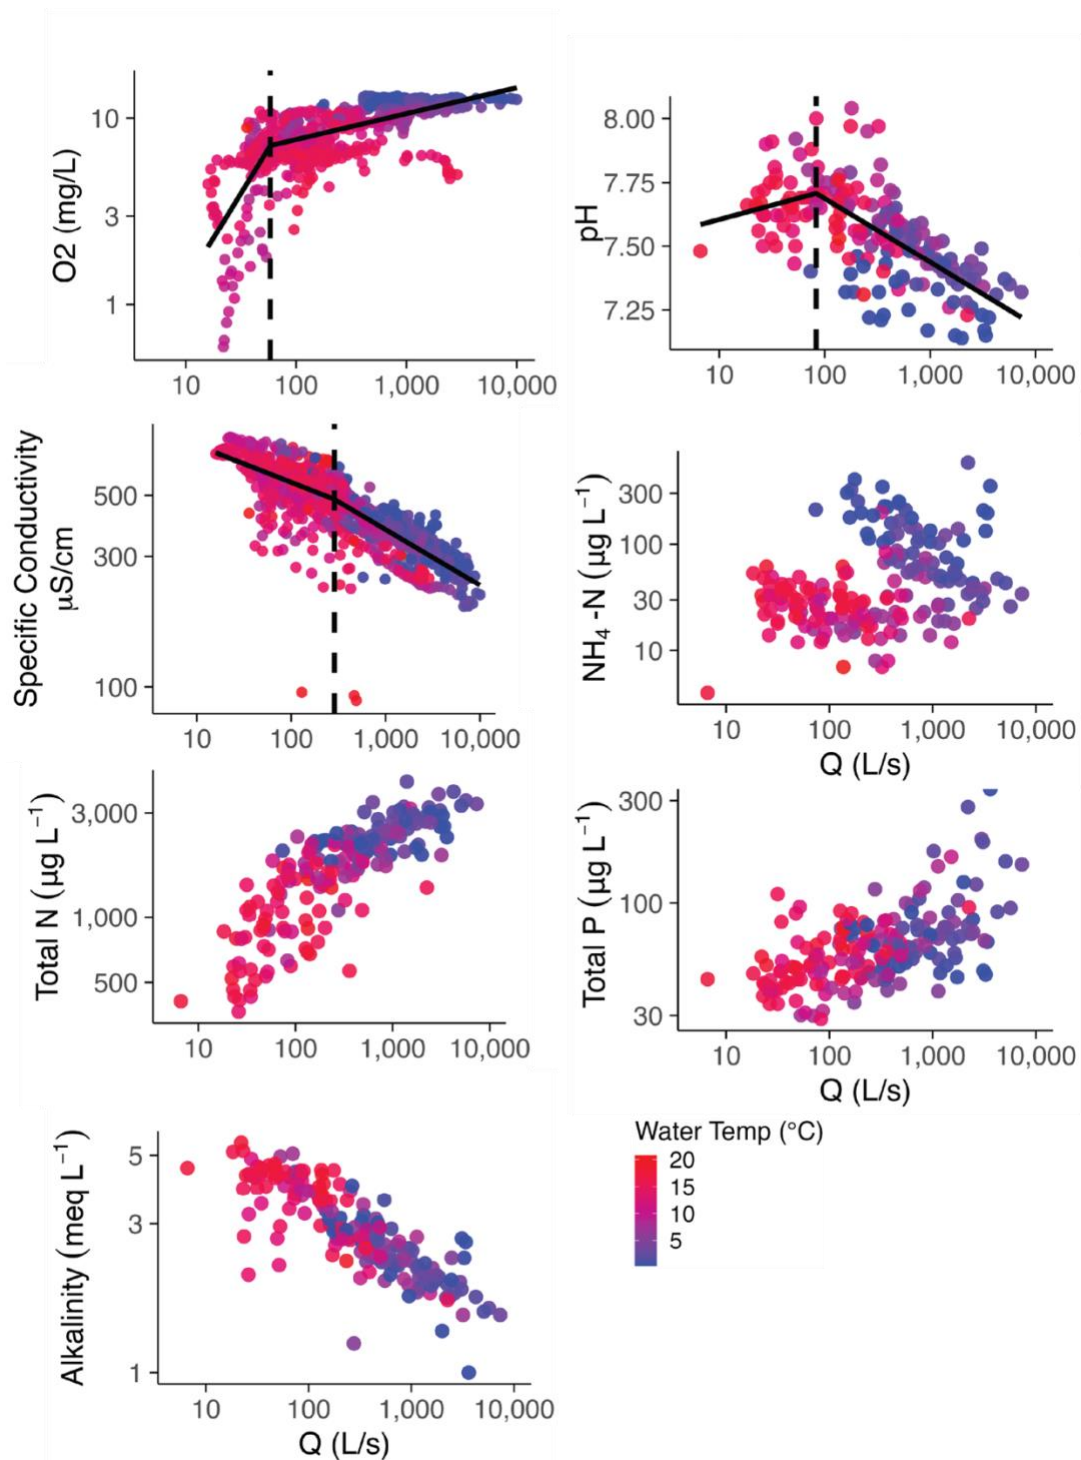 O2 (mg/L)
10
3
1
10 100 1,000 10,000
pH
8.00
7.75
7.50
7.25
10 100 1,000 10,000
Specific Conductivity
µS/cm
500
300
100
10 100 1,000 10,000
NH₄ -N (µg L⁻¹)
300
100
30
10
10 100 1,000 10,000
Q (L/s)
Total N (µg L⁻¹)
3,000
1,000
500
10 100 1,000 10,000
Total P (µg L⁻¹)
300
100
30
10 100 1,000 10,000
Q (L/s)
Alkalinity (meq L⁻¹)
5
3
1
10 100 1,000 10,000
Q (L/s)
Water Temp (°C)
20
15
10
5